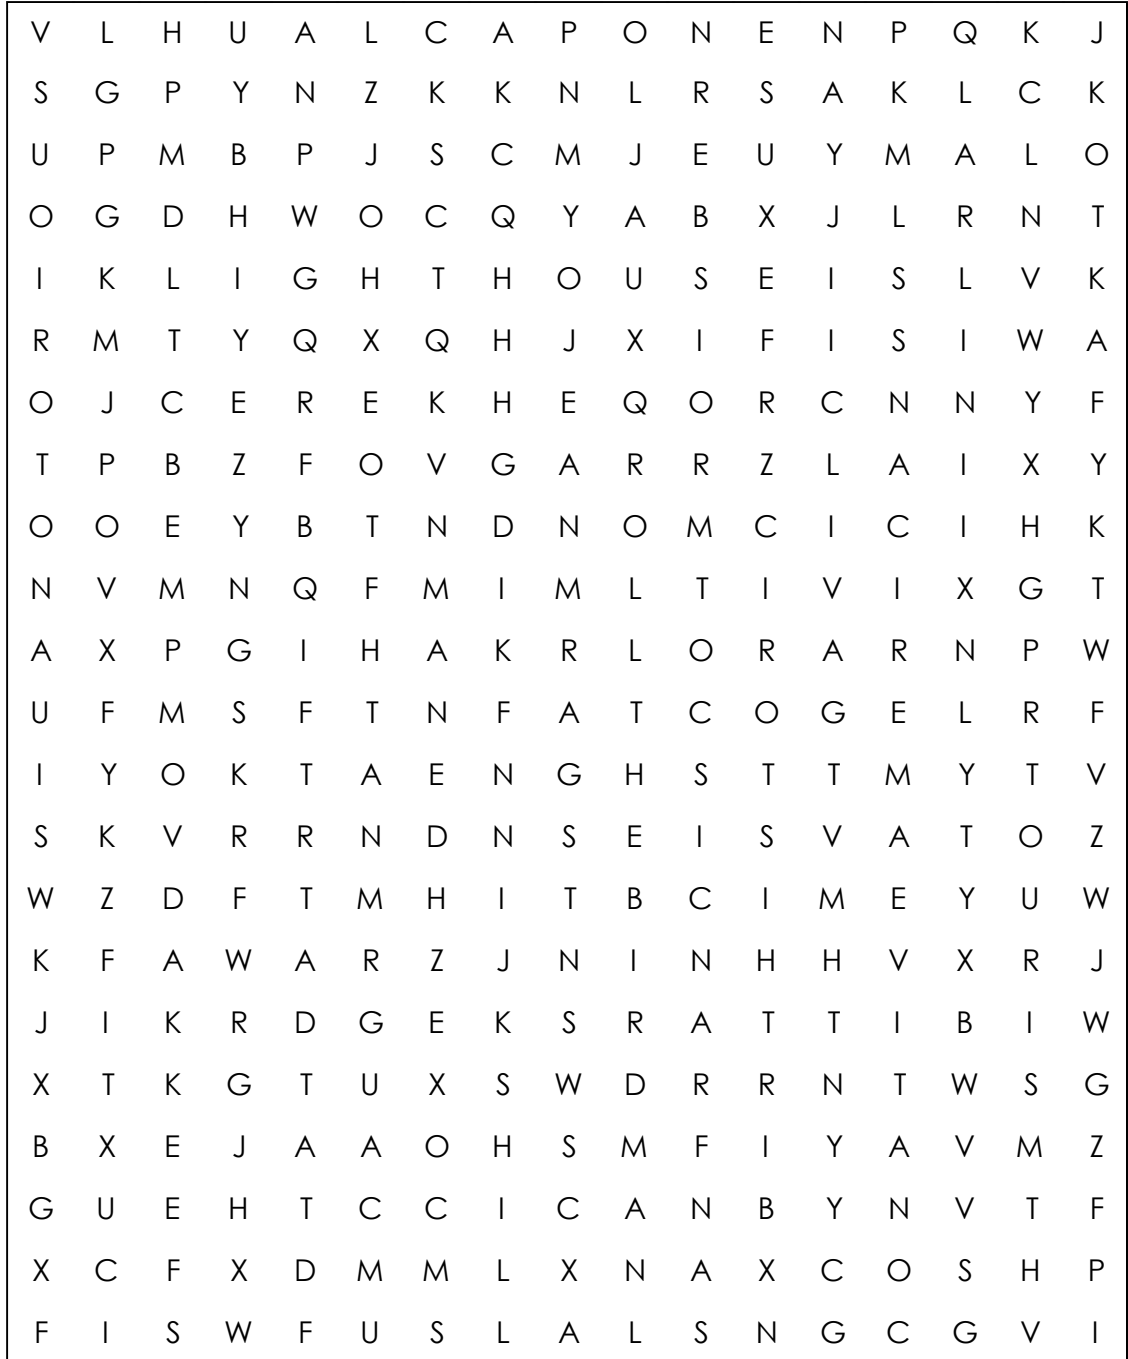 V L H U A L C A P O N E N P Q K J
S G P Y N Z K K N L R S A K L C K
U P M B P J S C M J E U Y M A L O
O G D H W O C Q Y A B X J L R N T
I K L I G H T H O U S E I S L V K
R M T Y Q X Q H J X I F I S I W A
O J C E R E K H E Q O R C N N Y F
T P B Z F O V G A R R Z L A I X Y
O O E Y B T N D N O M C I C I H K
N V M N Q F M I M L T I V I X G T
A X P G I H A K R L O R A R N P W
U F M S F T N F A T C O G E L R F
I Y O K T A E N G H S T T M Y T V
S K V R R N D N S E I S V A T O Z
W Z D F T M H I T B C I M E Y U W
K F A W A R Z J N I N H H V X R J
J I K R D G E K S R A T T I B I W
X T K G T U X S W D R R N T W S G
B X E J A A O H S M F I Y A V M Z
G U E H T C C I C A N B Y N V T F
X C F X D M M L X N A X C O S H P
F I S W F U S L A L S N G C G V I